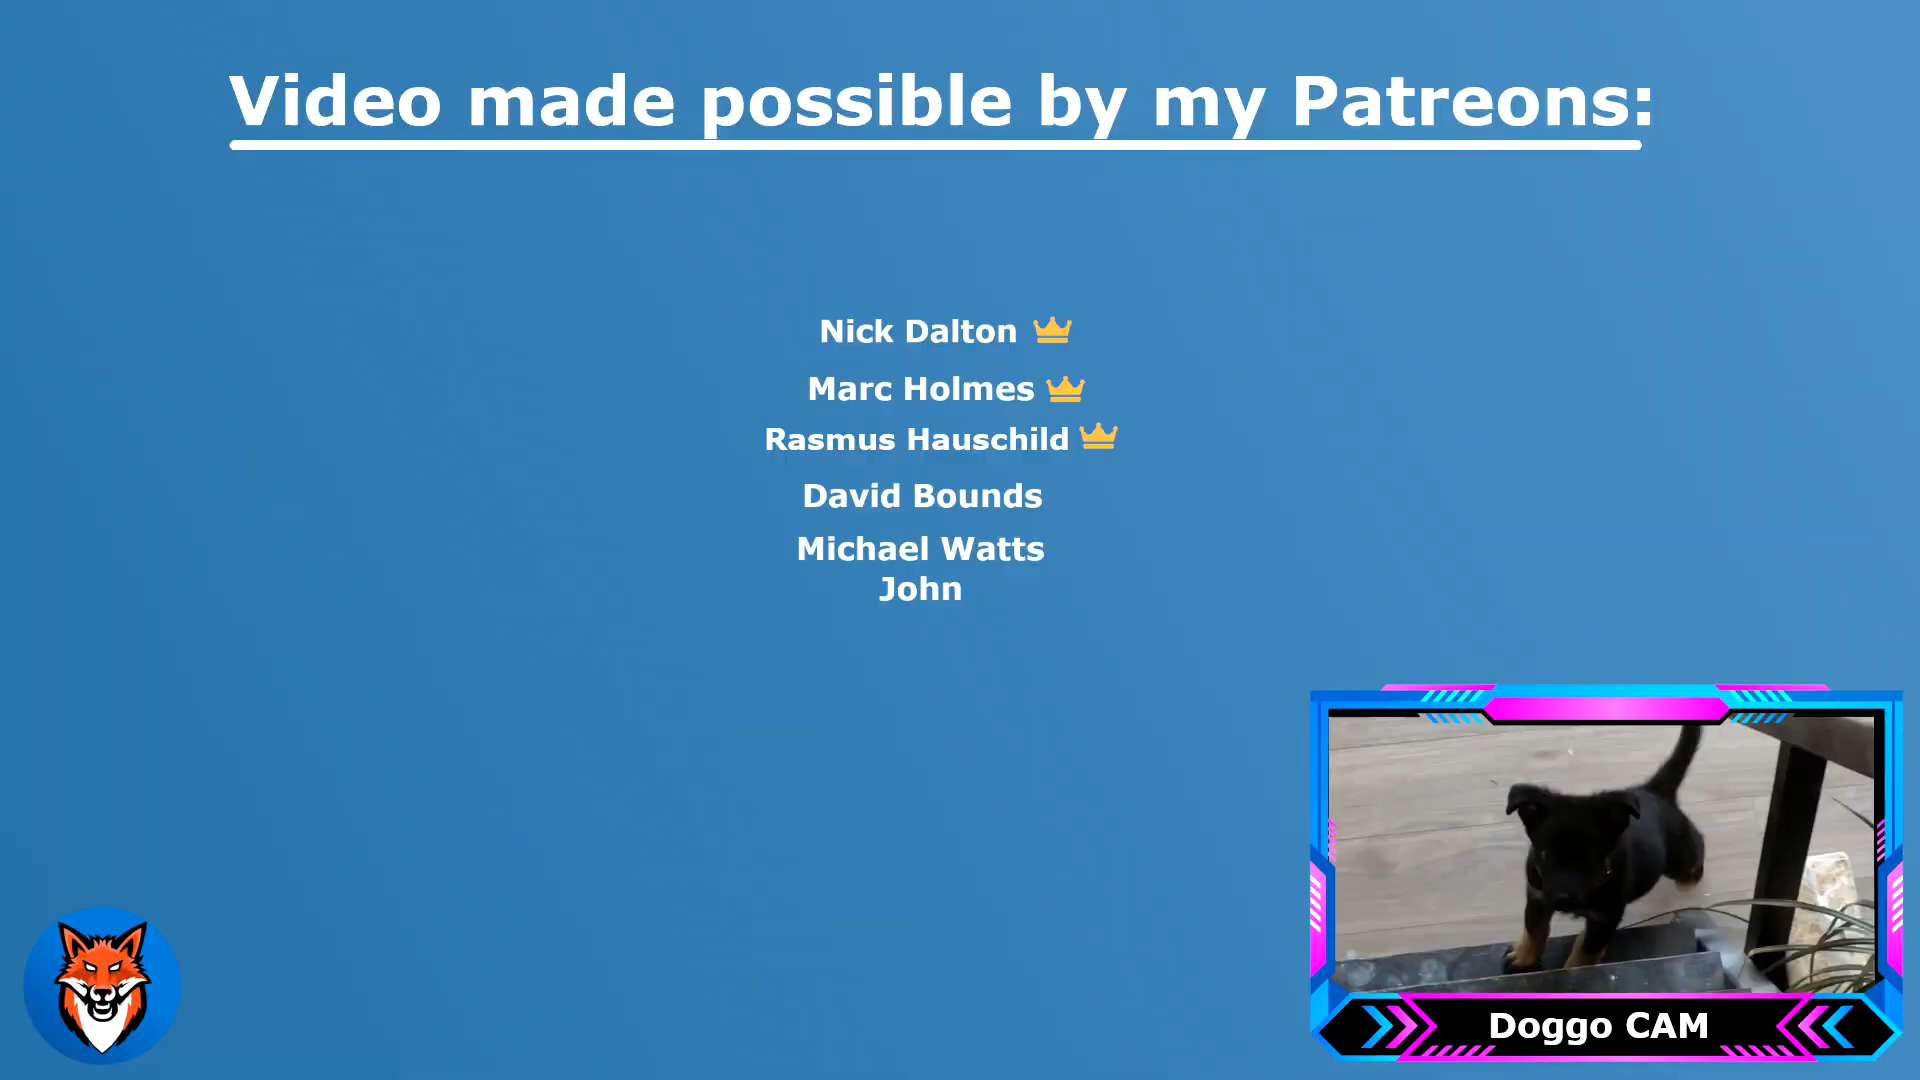 Video made possible by my Patreons:
Nick Dalton
Marc Holmes
Rasmus Hauschild
David Bounds
Michael Watts
John
Doggo CAM